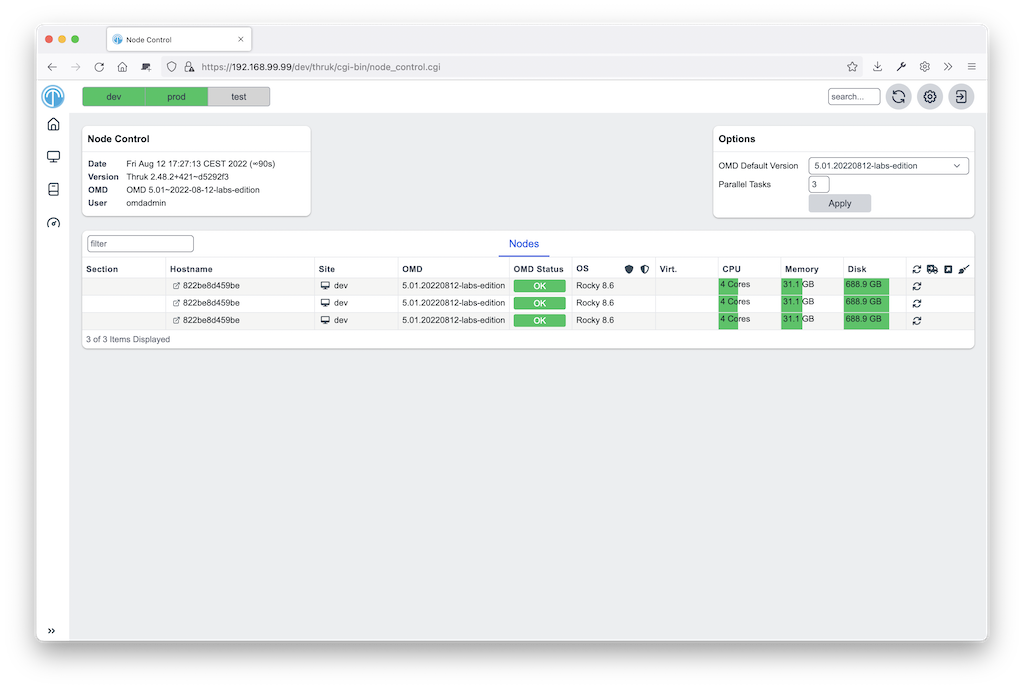 Node Control
https://192.168.99.99/dev/thruk/cgi-bin/node_control.cgi
dev prod test
search...
Node Control
Date Fri Aug 12 17:27:13 CEST 2022 (∞90s)
Version Thruk 2.48.2+421~d5292f3
OMD OMD 5.01~2022-08-12-labs-edition
User omdadmin
Options
OMD Default Version 5.01.20220812-labs-edition
Parallel Tasks 3
Apply
filter
Nodes
Section Hostname Site OMD OMD Status OS Virt. CPU Memory Disk
822be8d459be dev 5.01.20220812-labs-edition OK Rocky 8.6 4 Cores 31.1 GB 688.9 GB
822be8d459be dev 5.01.20220812-labs-edition OK Rocky 8.6 4 Cores 31.1 GB 688.9 GB
822be8d459be dev 5.01.20220812-labs-edition OK Rocky 8.6 4 Cores 31.1 GB 688.9 GB
3 of 3 Items Displayed